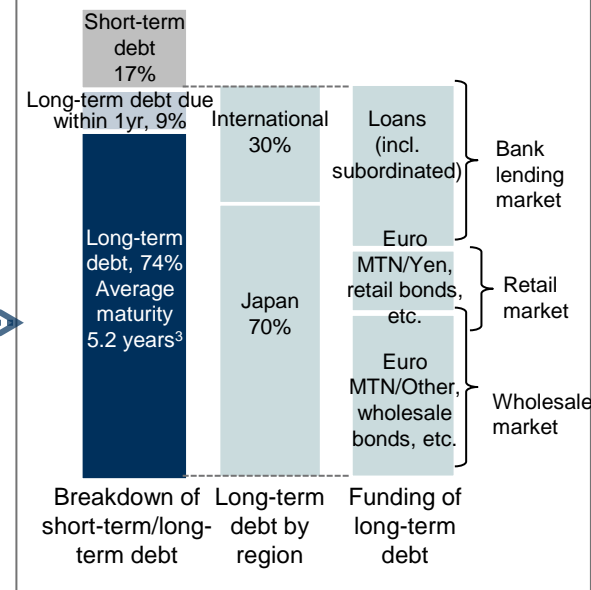 Short-term
debt
17%
Long-term debt due
within 1yr, 9%
Long-term
debt, 74%
Average
maturity
5.2 years³
International
30%
Japan
70%
Loans
(incl.
subordinated)
Euro
MTN/Yen,
retail bonds,
etc.
Euro
MTN/Other,
wholesale
bonds, etc.
Bank
lending
market
Retail
market
Wholesale
market
Breakdown of
short-term/long-
term debt
Long-term
debt by
region
Funding of
long-term
debt